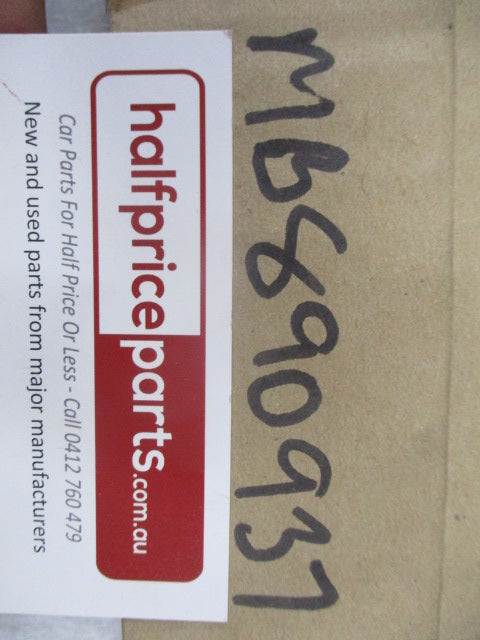 MB890937
halfpriceparts.com.au
Car Parts For Half Price Or Less - Call 0412 760 479
New and used parts from major manufacturers